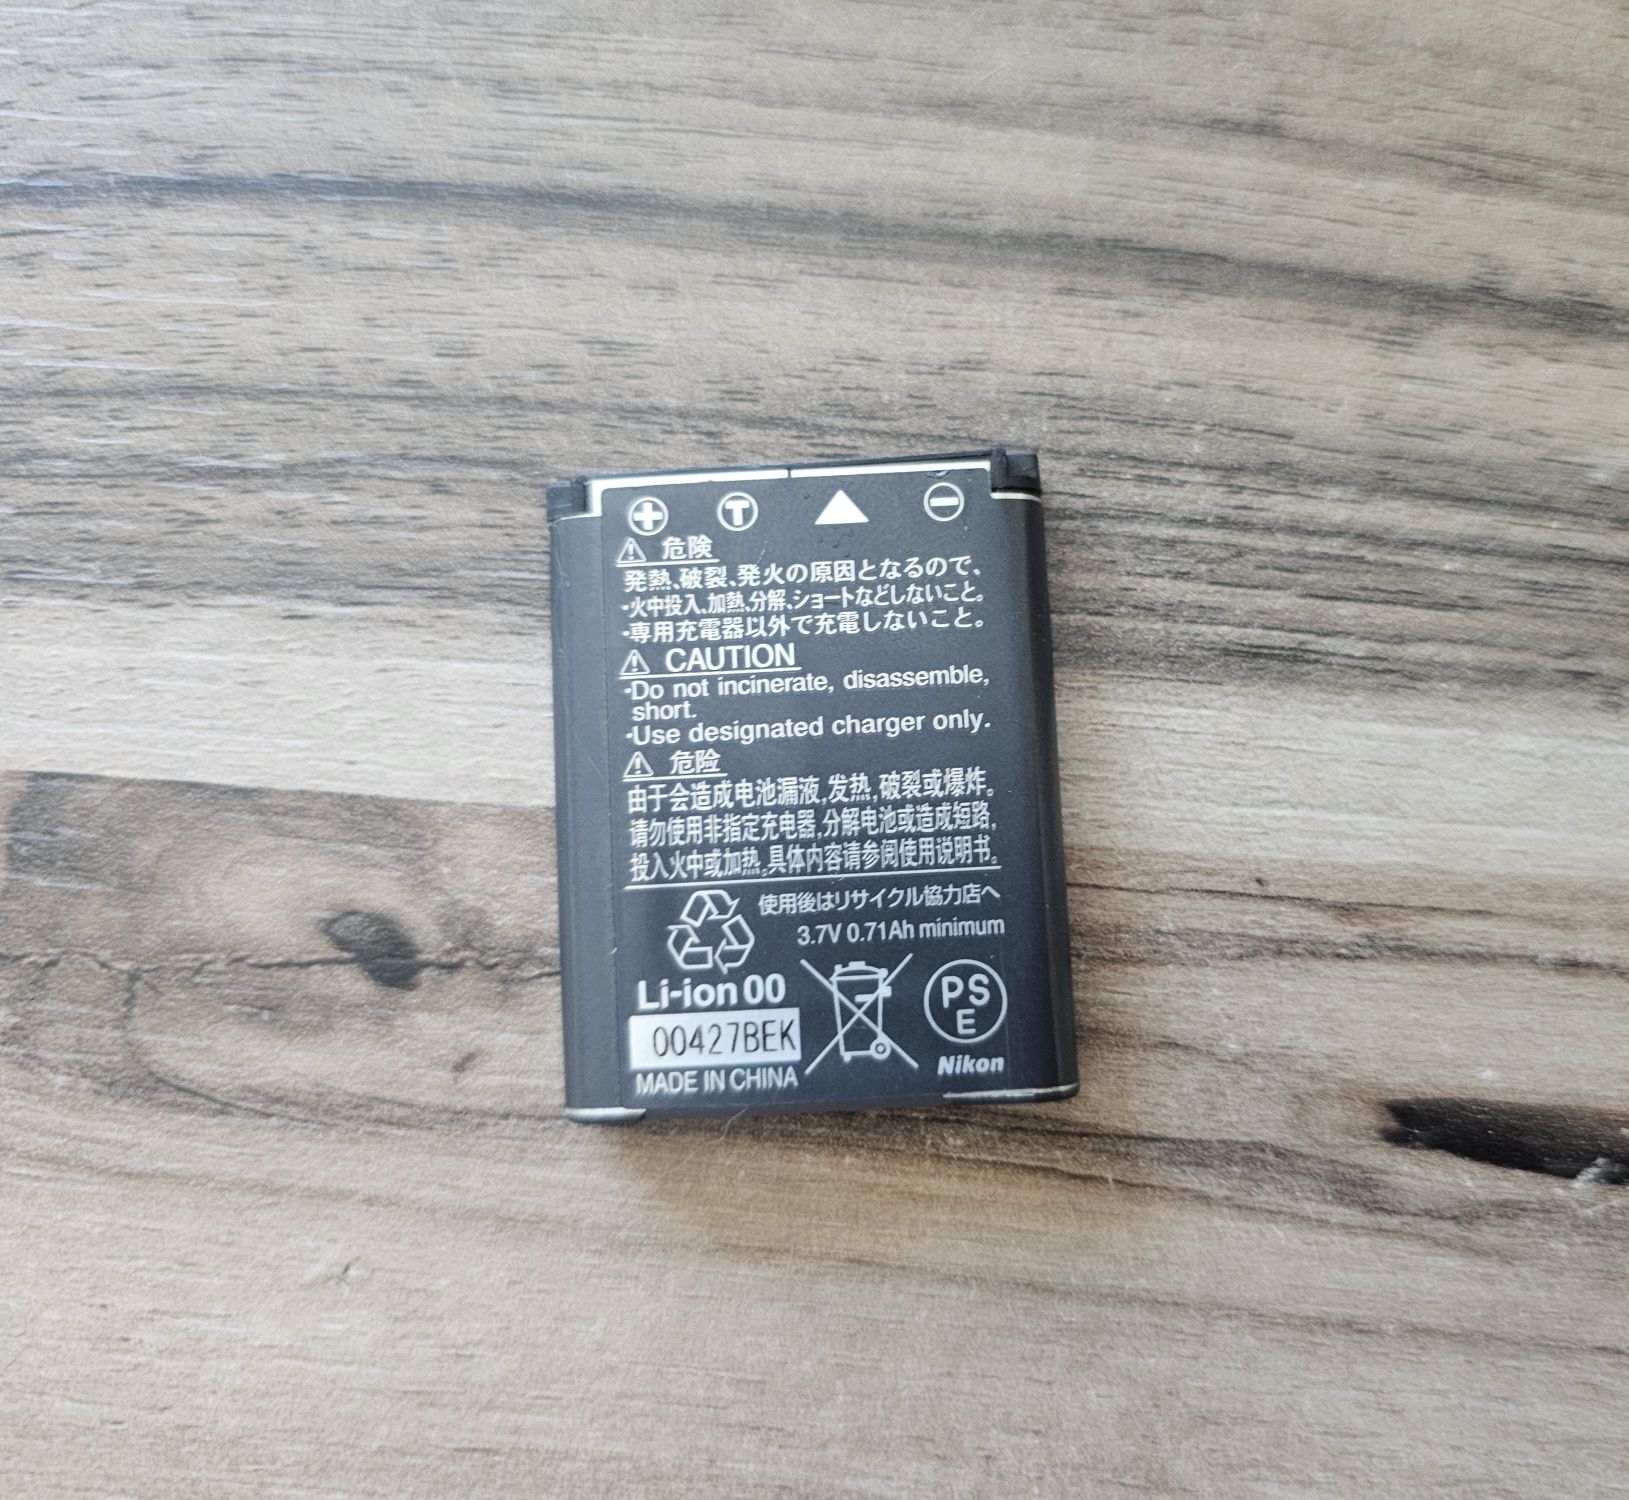 + T −
危険
発熱、破裂、発火の原因となるので、
・火中投入、加熱、分解、ショートなどしないこと。
・専用充電器以外で充電しないこと。
CAUTION
·Do not incinerate, disassemble,
short.
·Use designated charger only.
危险
由于会造成电池漏液,发热,破裂或爆炸。
请勿使用非指定充电器,分解电池或造成短路,
投入火中或加热。具体内容请参阅使用说明书。
使用後はリサイクル協力店へ
3.7V 0.71Ah minimum
Li-ion 00
00427BEK
MADE IN CHINA
PS
E
Nikon